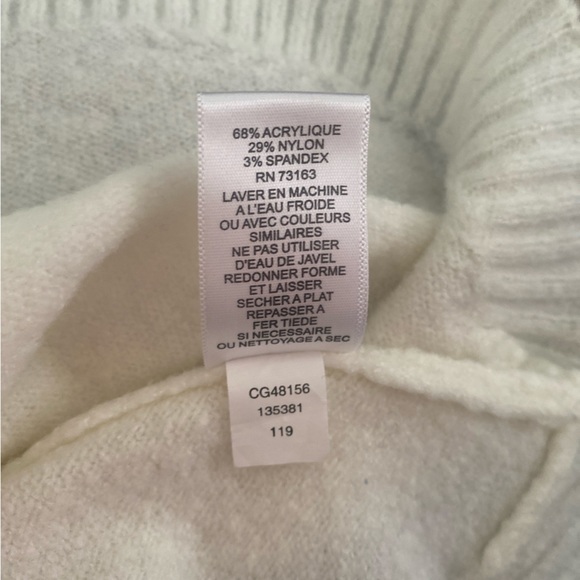 68% ACRYLIQUE
29% NYLON
3% SPANDEX
RN 73163
LAVER EN MACHINE
A L'EAU FROIDE
OU AVEC COULEURS
SIMILAIRES
NE PAS UTILISER
D'EAU DE JAVEL
REDONNER FORME
ET LAISSER
SECHER A PLAT
REPASSER A
FER TIEDE
SI NECESSAIRE
OU NETTOYAGE A SEC
CG48156
135381
119